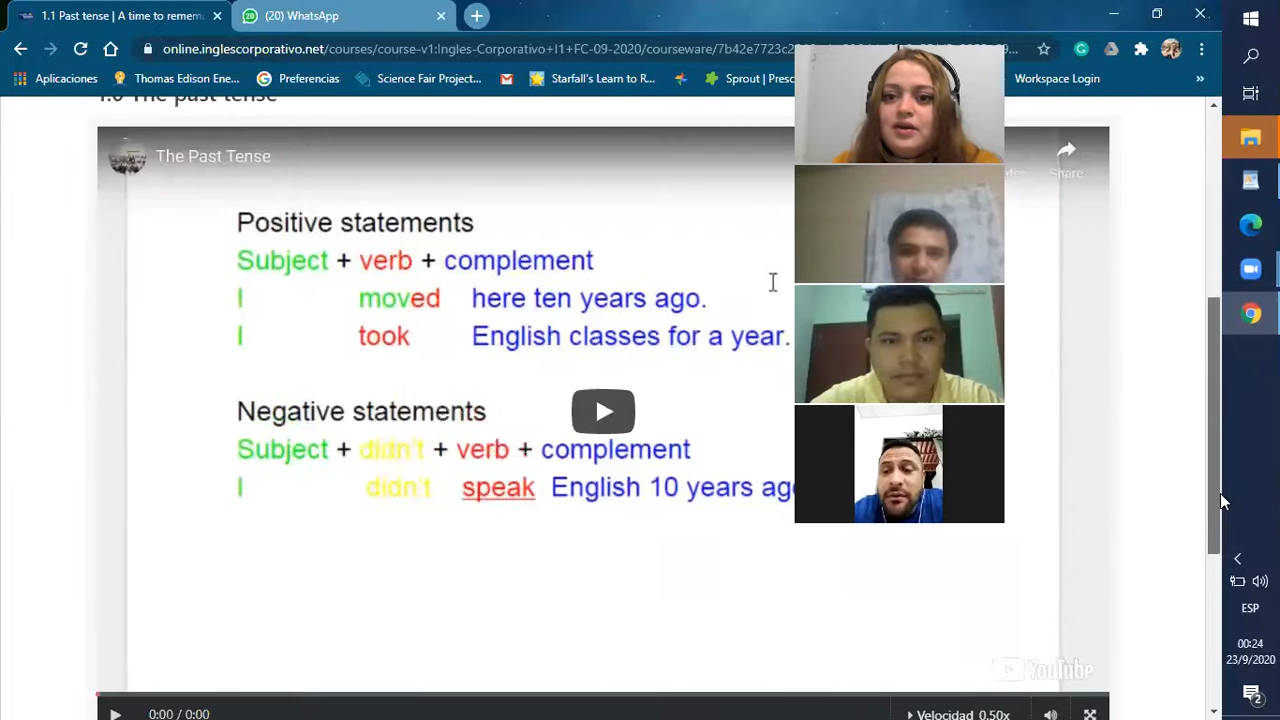 1.1 Past tense | A time to remem
(20) WhatsApp
online.inglescorporativo.net/courses/course-v1:Ingles-Corporativo+I1+FC-09-2020/courseware/7b42e7723c2
Aplicaciones
Thomas Edison Ene...
Preferencias
Science Fair Project...
Starfall's Learn to R...
Sprout | Presc
Workspace Login
»
1.0 The past tense
The Past Tense
Share
Positive statements
Subject + verb + complement
I moved here ten years ago.
I took English classes for a year.
Negative statements
Subject + didn't + verb + complement
I didn't speak English 10 years ago
YouTube
0:00 / 0:00
Velocidad 0.50x
ESP
00:24
23/9/2020
2